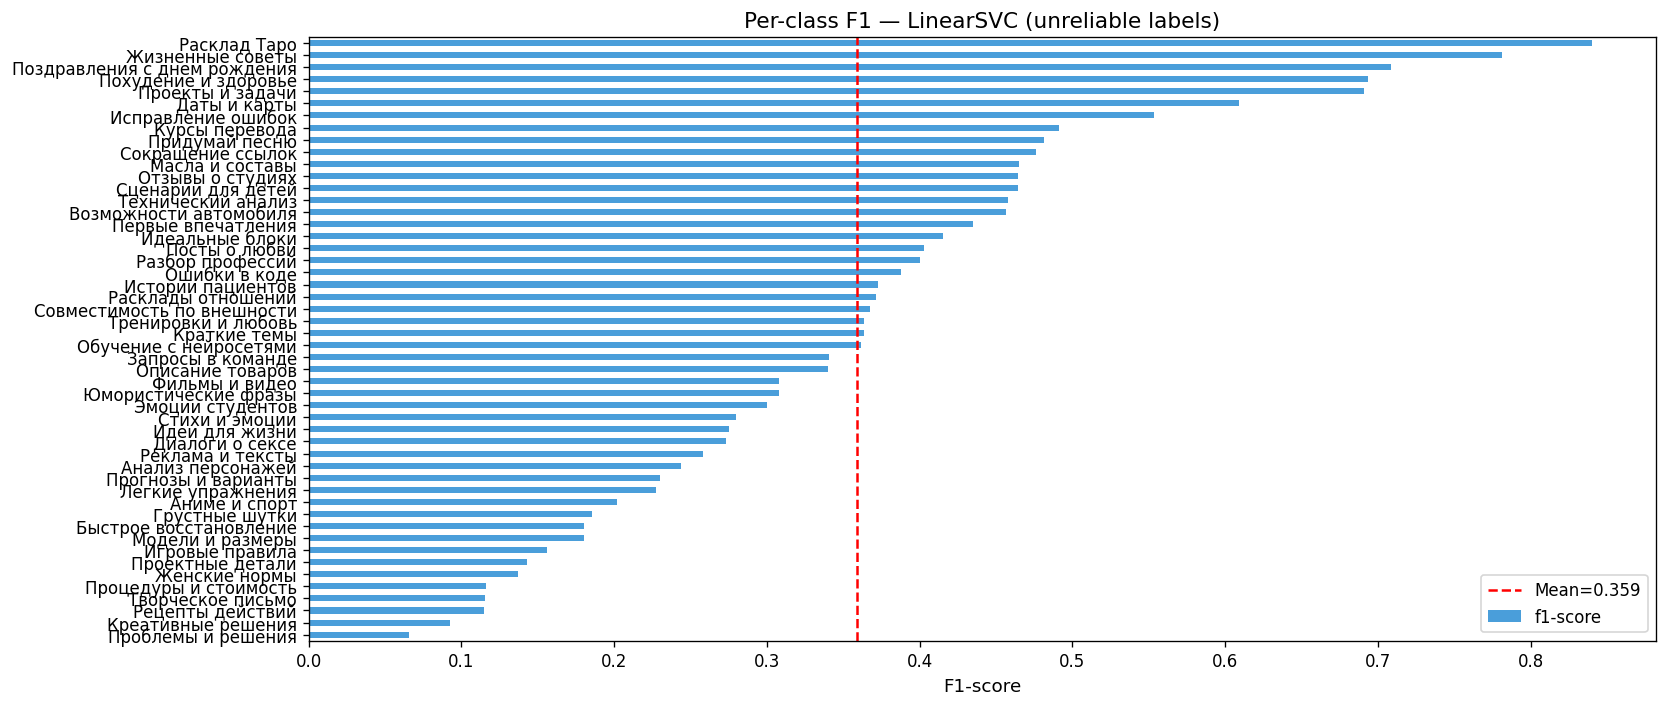 Per-class F1 — LinearSVC (unreliable labels)
Расклад Таро
Жизненные советы
Поздравления с днем рождения
Похудение и здоровье
Проекты и задачи
Даты и карты
Исправление ошибок
Курсы перевода
Придумай песню
Сокращение ссылок
Масла и составы
Отзывы о студиях
Сценарии для детей
Технический анализ
Возможности автомобиля
Первые впечатления
Идеальные блоки
Посты о любви
Разбор профессий
Ошибки в коде
Истории пациентов
Расклады отношений
Совместимость по внешности
Тренировки и любовь
Краткие темы
Обучение с нейросетями
Запросы в команде
Описание товаров
Фильмы и видео
Юмористические фразы
Эмоции студентов
Стихи и эмоции
Идеи для жизни
Диалоги о сексе
Реклама и тексты
Анализ персонажей
Прогнозы и варианты
Легкие упражнения
Аниме и спорт
Грустные шутки
Быстрое восстановление
Модели и размеры
Игровые правила
Проектные детали
Женские нормы
Процедуры и стоимость
Творческое письмо
Рецепты действий
Креативные решения
Проблемы и решения
Mean=0.359
f1-score
0.0 0.1 0.2 0.3 0.4 0.5 0.6 0.7 0.8
F1-score